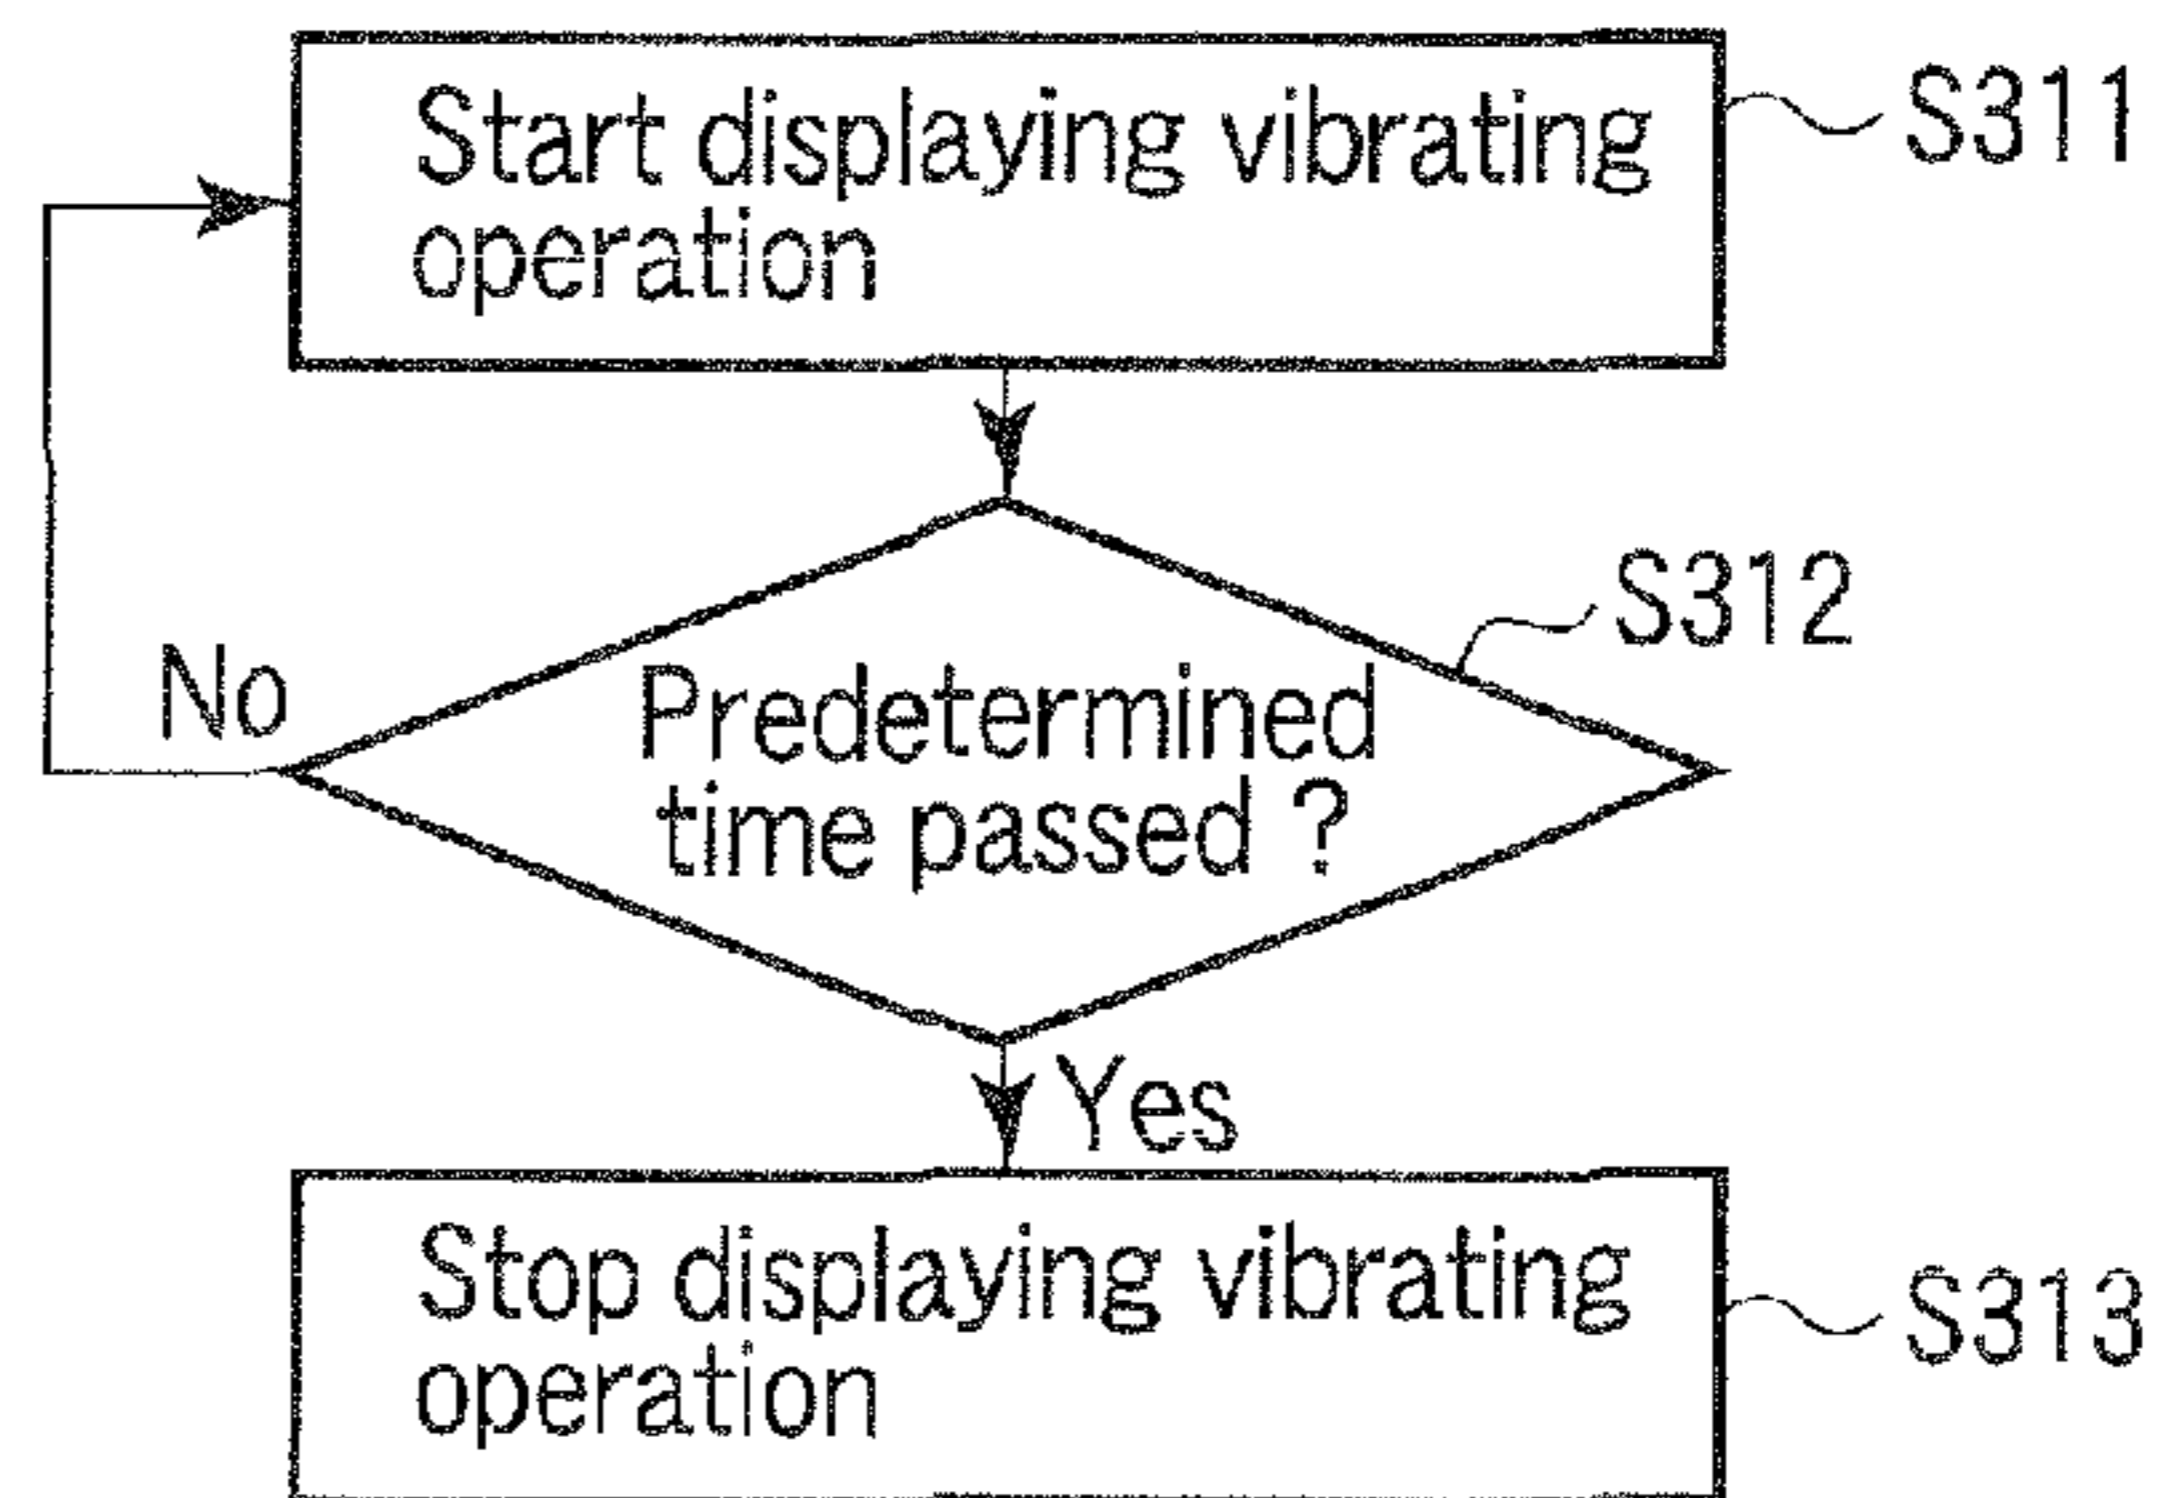 Start displaying vibrating
operation
S311
S312
No
Predetermined
time passed ?
Yes
Stop displaying vibrating
operation
S313